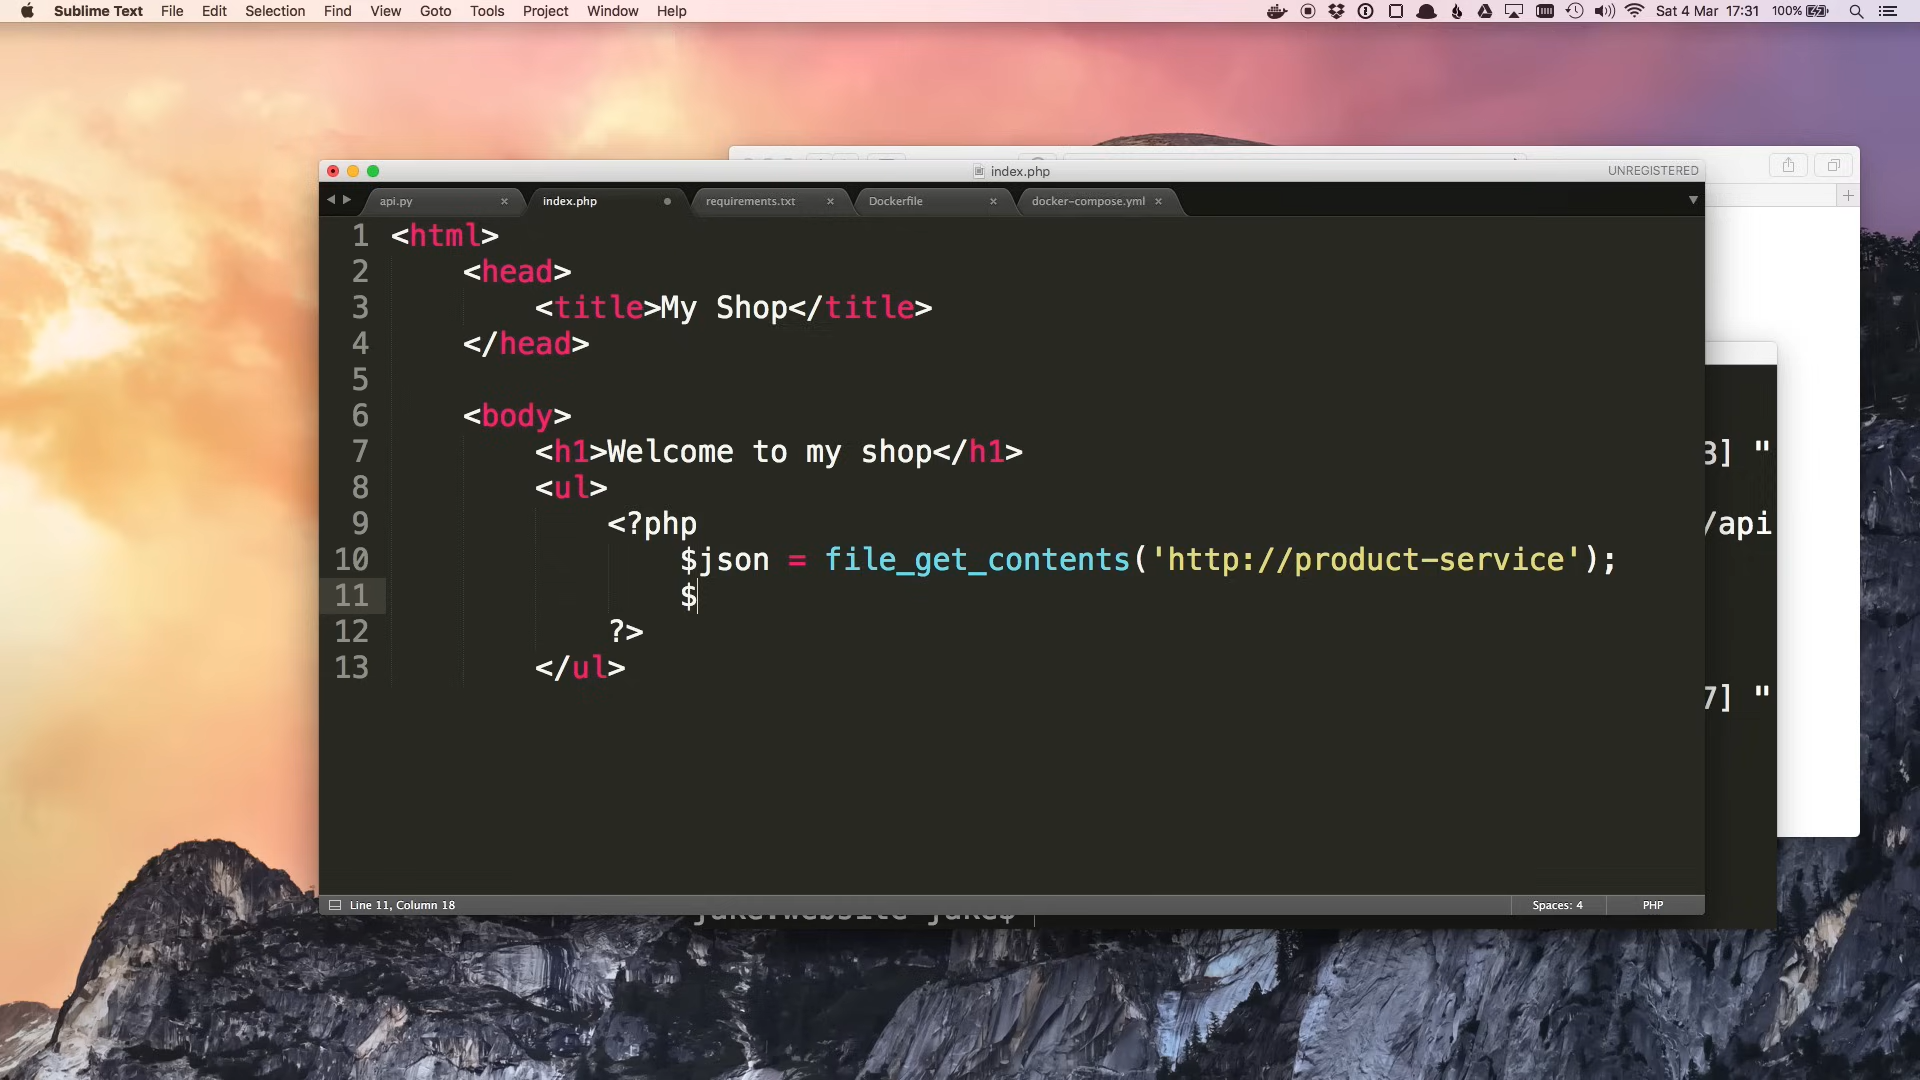 Sublime Text File Edit Selection Find View Goto Tools Project Window Help Sat 4 Mar 17:31 100%
index.php UNREGISTERED
api.py index.php requirements.txt Dockerfile docker-compose.yml
1 <html>
2 <head>
3 <title>My Shop</title>
4 </head>
5
6 <body>
7 <h1>Welcome to my shop</h1>
8 <ul>
9 <?php
10 $json = file_get_contents('http://product-service');
11 $
12 ?>
13 </ul>
3] "
/api
7] "
Line 11, Column 18 Spaces: 4 PHP